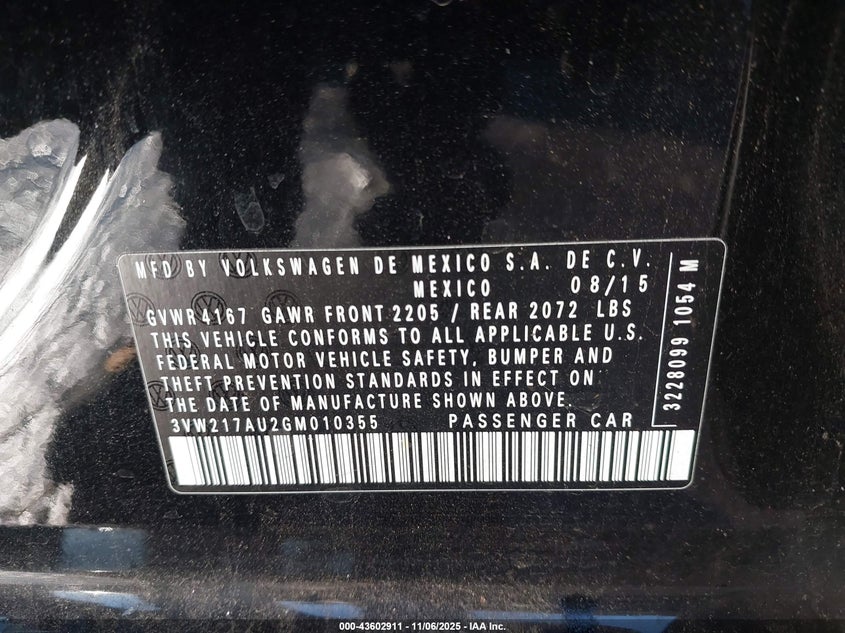 MFD BY VOLKSWAGEN DE MEXICO S.A. DE C.V.
MEXICO 08/15
GVWR 4167 GAWR FRONT 2205 / REAR 2072 LBS
THIS VEHICLE CONFORMS TO ALL APPLICABLE U.S.
FEDERAL MOTOR VEHICLE SAFETY, BUMPER AND
THEFT PREVENTION STANDARDS IN EFFECT ON
THE DATE OF MANUFACTURE SHOWN ABOVE.
3VW217AU2GM010355 PASSENGER CAR
3228099 1054 M
000-43602911 - 11/06/2025 - IAA Inc.